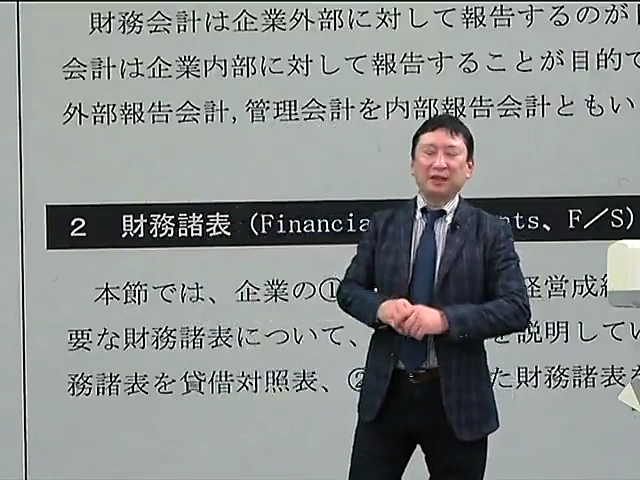 財務会計は企業外部に対して報告するのが
会計は企業内部に対して報告することが目的で
外部報告会計,管理会計を内部報告会計ともい
2 財務諸表（Financia nts、F／S）
本節では、企業の① 経営成績
要な財務諸表について、 を説明してい
務諸表を貸借対照表、② た財務諸表を